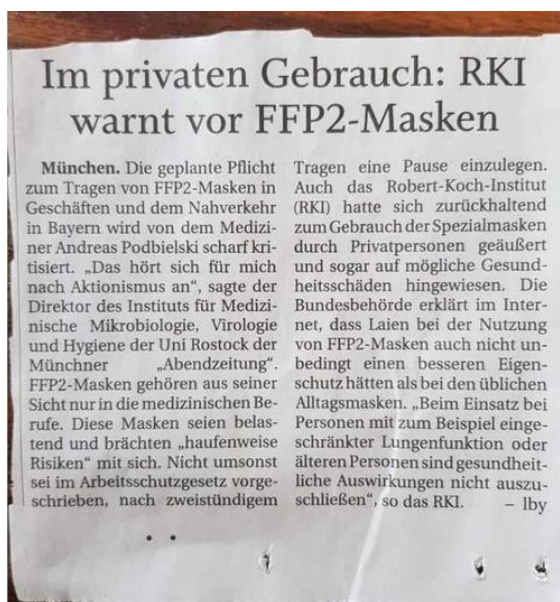 Im privaten Gebrauch: RKI
warnt vor FFP2-Masken
München. Die geplante Pflicht
zum Tragen von FFP2-Masken in
Geschäften und dem Nahverkehr
in Bayern wird von dem Medizi-
ner Andreas Podbielski scharf kri-
tisiert. „Das hört sich für mich
nach Aktionismus an“, sagte der
Direktor des Instituts für Medizi-
nische Mikrobiologie, Virologie
und Hygiene der Uni Rostock der
Münchner „Abendzeitung“.
FFP2-Masken gehören aus seiner
Sicht nur in die medizinischen Be-
rufe. Diese Masken seien belas-
tend und brächten „haufenweise
Risiken“ mit sich. Nicht umsonst
sei im Arbeitsschutzgesetz vorge-
schrieben, nach zweistündigem
Tragen eine Pause einzulegen.
Auch das Robert-Koch-Institut
(RKI) hatte sich zurückhaltend
zum Gebrauch der Spezialmasken
durch Privatpersonen geäußert
und sogar auf mögliche Gesund-
heitsschäden hingewiesen. Die
Bundesbehörde erklärt im Inter-
net, dass Laien bei der Nutzung
von FFP2-Masken auch nicht un-
bedingt einen besseren Eigen-
schutz hätten als bei den üblichen
Alltagsmasken. „Beim Einsatz bei
Personen mit zum Beispiel einge-
schränkter Lungenfunktion oder
älteren Personen sind gesundheit-
liche Auswirkungen nicht auszu-
schließen“, so das RKI. – lby